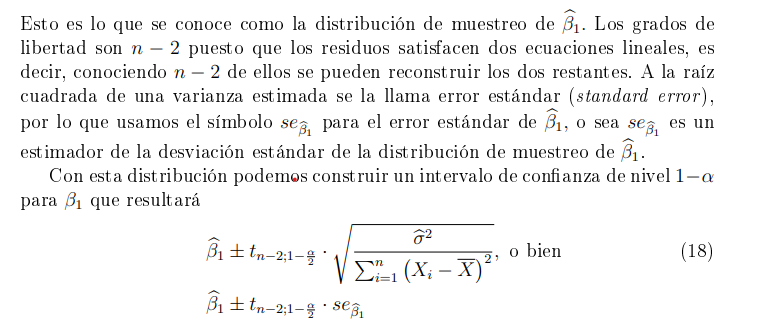 Esto es lo que se conoce como la distribución de muestreo de $\widehat{\beta}_1$. Los grados de
libertad son $n-2$ puesto que los residuos satisfacen dos ecuaciones lineales, es
decir, conociendo $n-2$ de ellos se pueden reconstruir los dos restantes. A la raíz
cuadrada de una varianza estimada se la llama error estándar (standard error),
por lo que usamos el símbolo $se_{\widehat{\beta}_1}$ para el error estándar de $\widehat{\beta}_1$, o sea $se_{\widehat{\beta}_1}$ es un
estimador de la desviación estándar de la distribución de muestreo de $\widehat{\beta}_1$.
Con esta distribución podemos construir un intervalo de confianza de nivel $1-\alpha$
para $\beta_1$ que resultará
$\widehat{\beta}_1 \pm t_{n-2;1-\frac{\alpha}{2}} \cdot \sqrt{\frac{\widehat{\sigma}^2}{\sum_{i=1}^{n}\left(X_i-\overline{X}\right)^2}}$, o bien (18)
$\widehat{\beta}_1 \pm t_{n-2;1-\frac{\alpha}{2}} \cdot se_{\widehat{\beta}_1}$